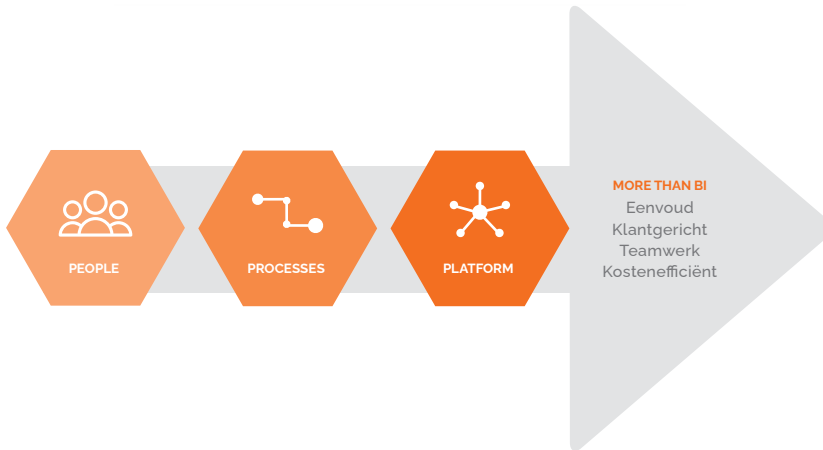 PEOPLE
PROCESSES
PLATFORM
MORE THAN BI
Eenvoud
Klantgericht
Teamwerk
Kostenefficiënt